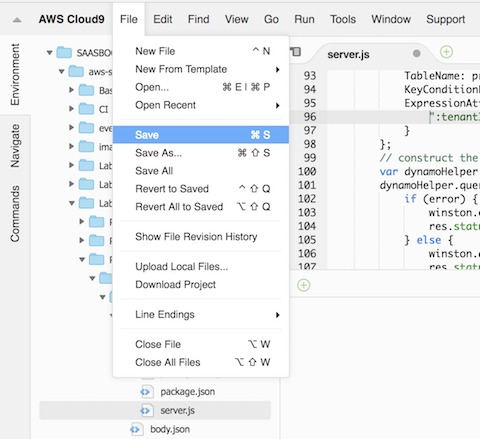 AWS Cloud9 File Edit Find View Go Run Tools Window Support
Environment
Navigate
Commands
SAASBO
aws-s
Bas
CI
eve
ima
Lab
Lab
Lab
New File ^ N
New From Template
Open... ⌘ E | ⌘ P
Open Recent
Save ⌘ S
Save As... ⌘ ⇧ S
Save All
Revert to Saved ^ ⇧ Q
Revert All to Saved ⌥ ⇧ Q
Show File Revision History
Upload Local Files...
Download Project
Line Endings
Close File ⌥ W
Close All Files ⌥ ⇧ W
package.json
server.js
body.json
server.js
93 TableName: pr
94 KeyConditionE
95 ExpressionAtt
96 ":tenantI
97 }
98 };
99 // construct the
100 var dynamoHelper
101 dynamoHelper.quer
102 if (error) {
103 winston.e
104 res.statu
105 } else {
106 winston.d
107 res.statu